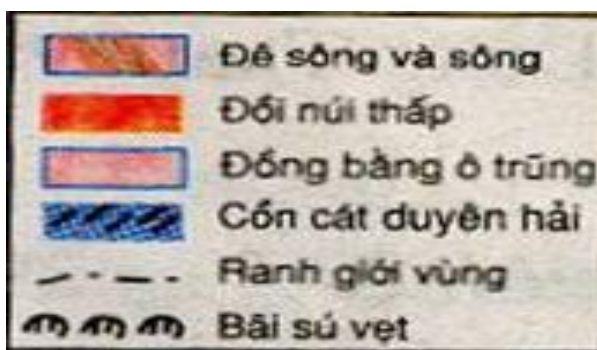 Đê sông và sông
Đồi núi thấp
Đồng bằng ô trũng
Cồn cát duyên hải
Ranh giới vùng
Bãi sú vẹt